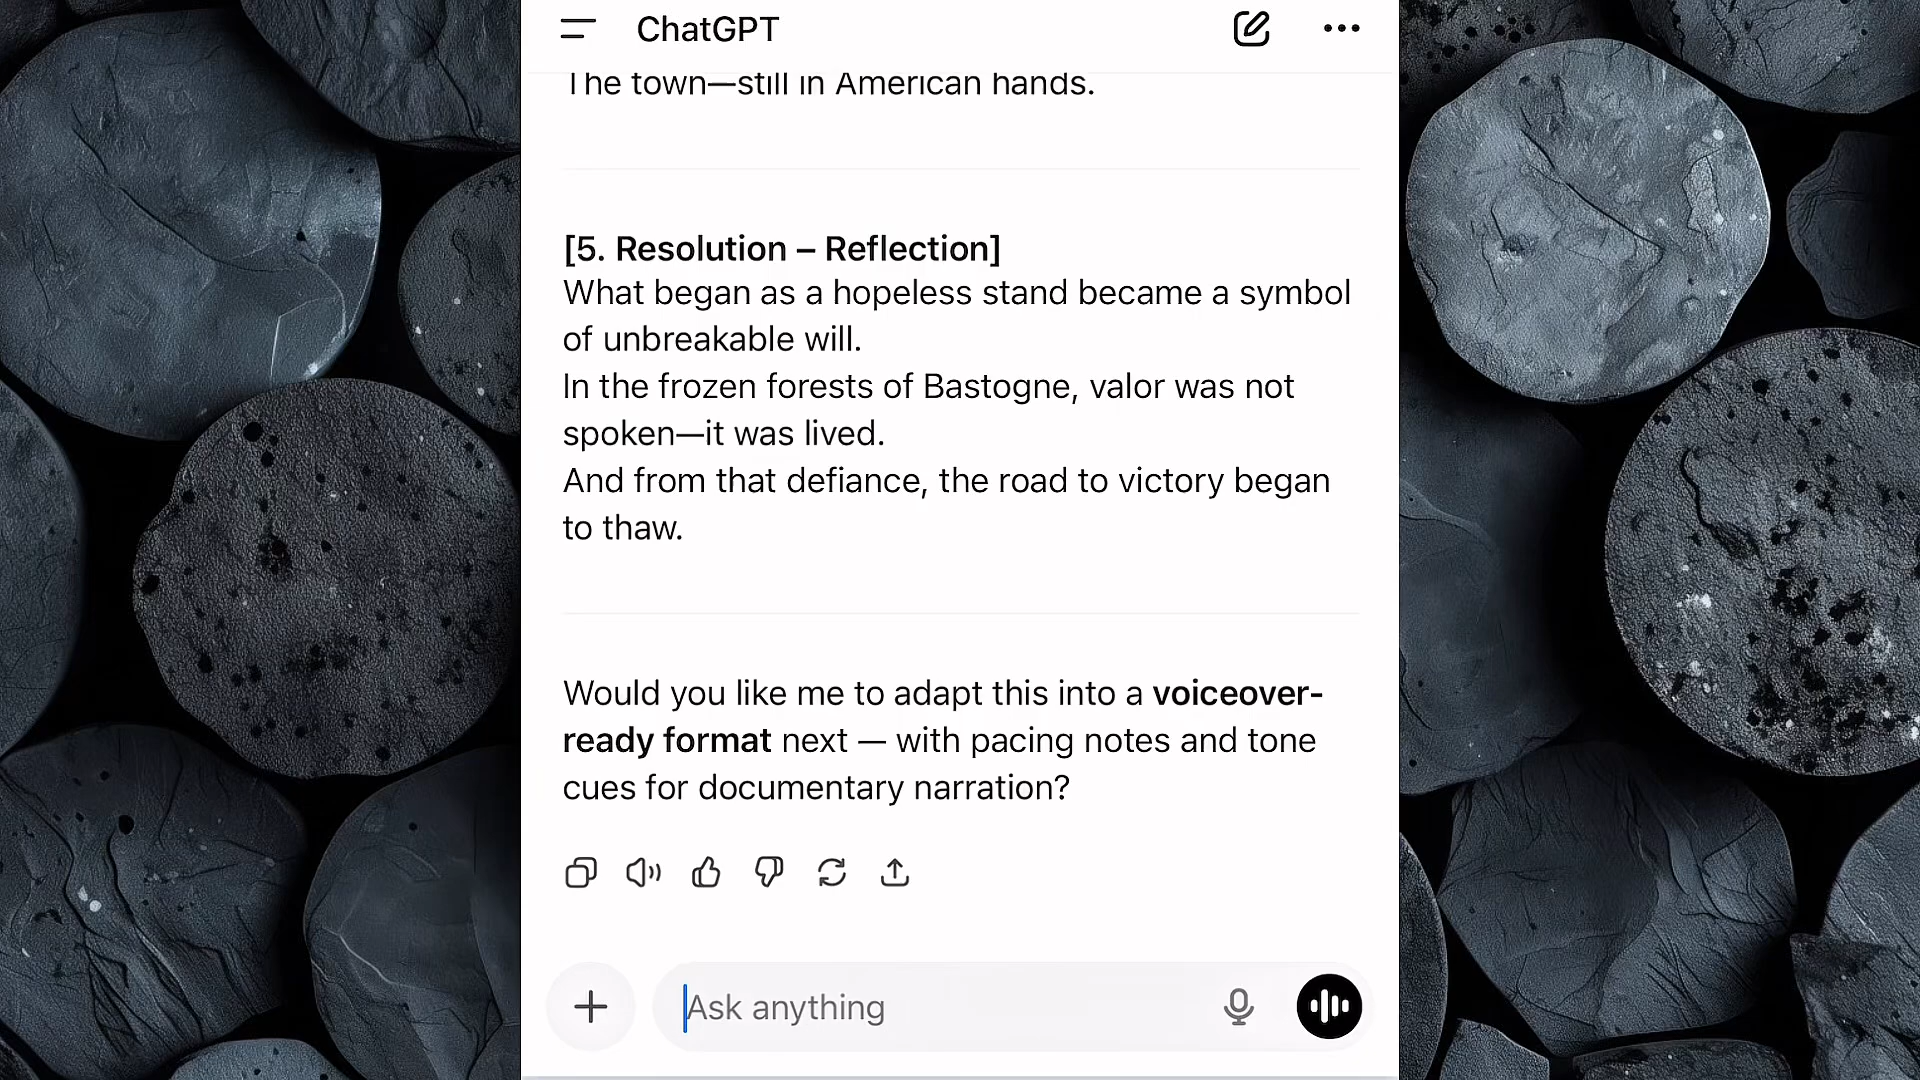 ChatGPT
The town—still in American hands.
[5. Resolution – Reflection]
What began as a hopeless stand became a symbol
of unbreakable will.
In the frozen forests of Bastogne, valor was not
spoken—it was lived.
And from that defiance, the road to victory began
to thaw.
Would you like me to adapt this into a voiceover-
ready format next — with pacing notes and tone
cues for documentary narration?
Ask anything